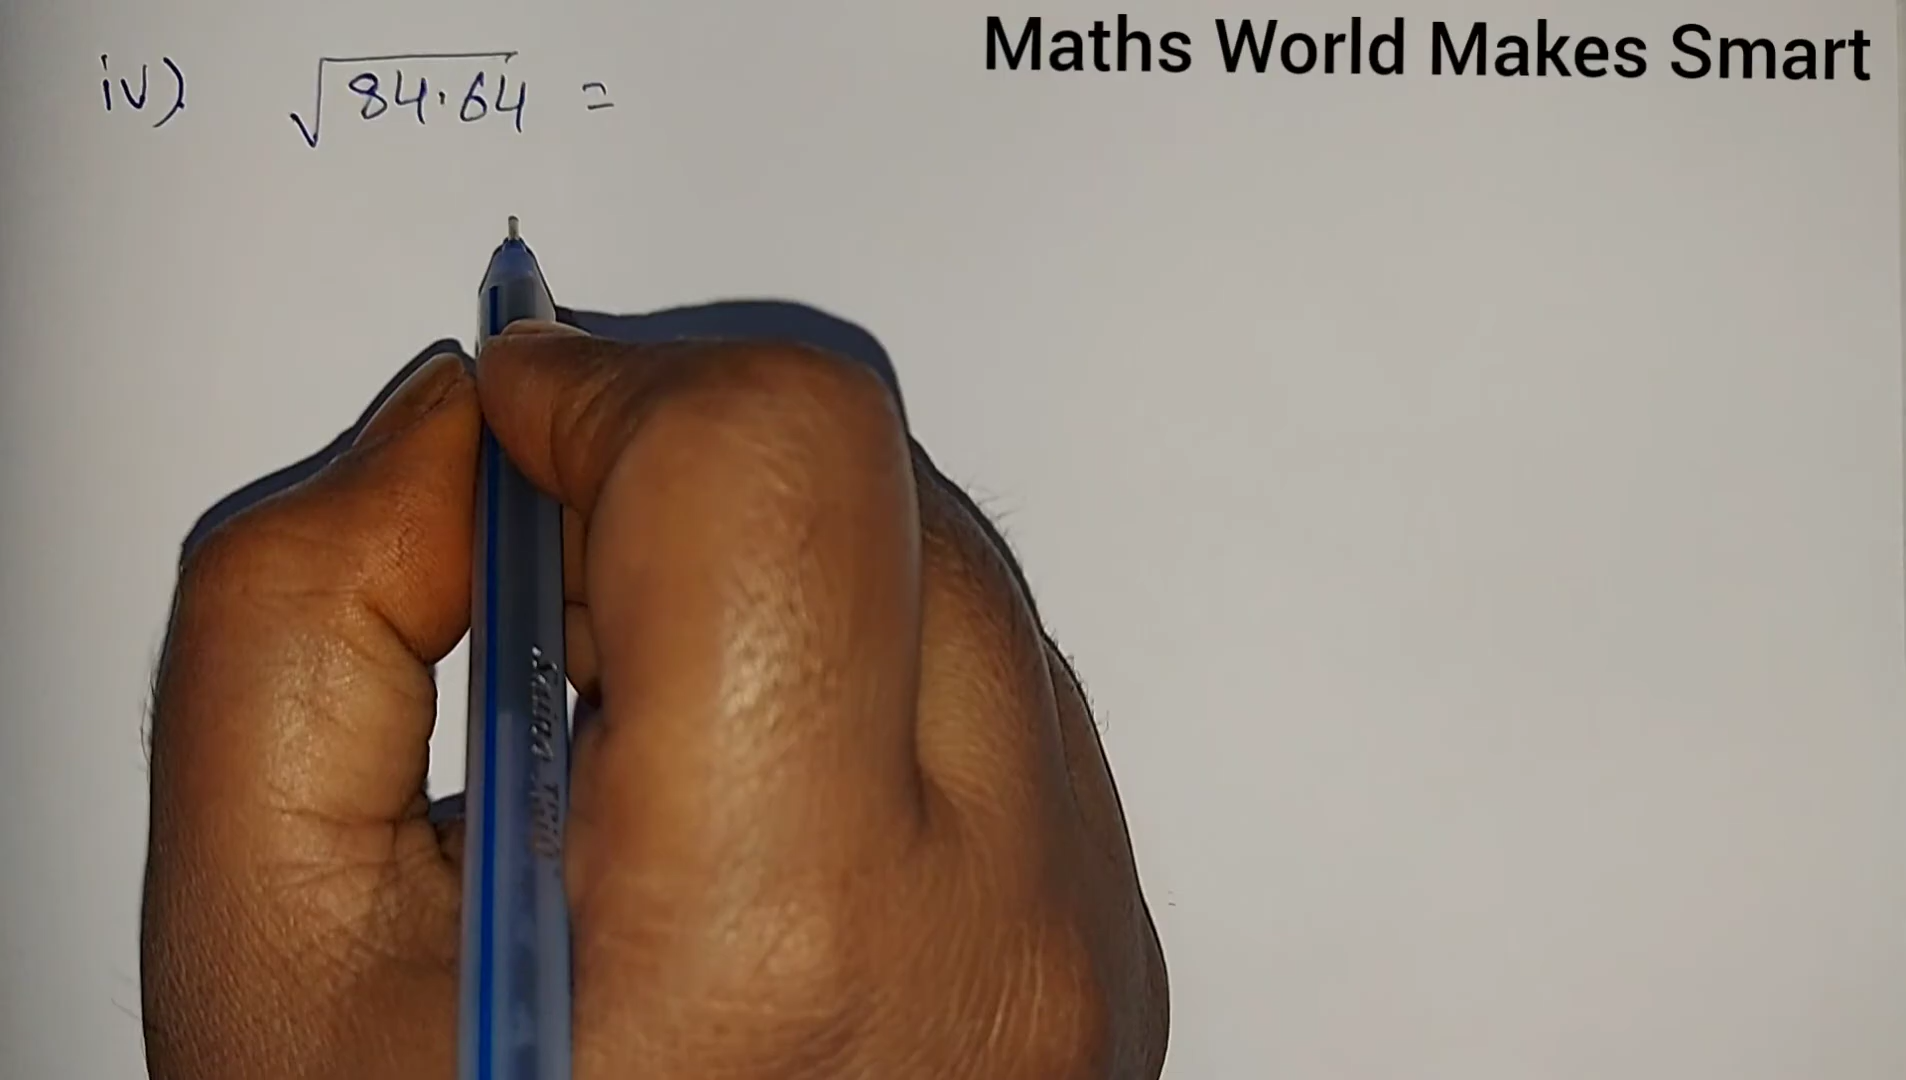 Maths World Makes Smart
iv) √84.64 =